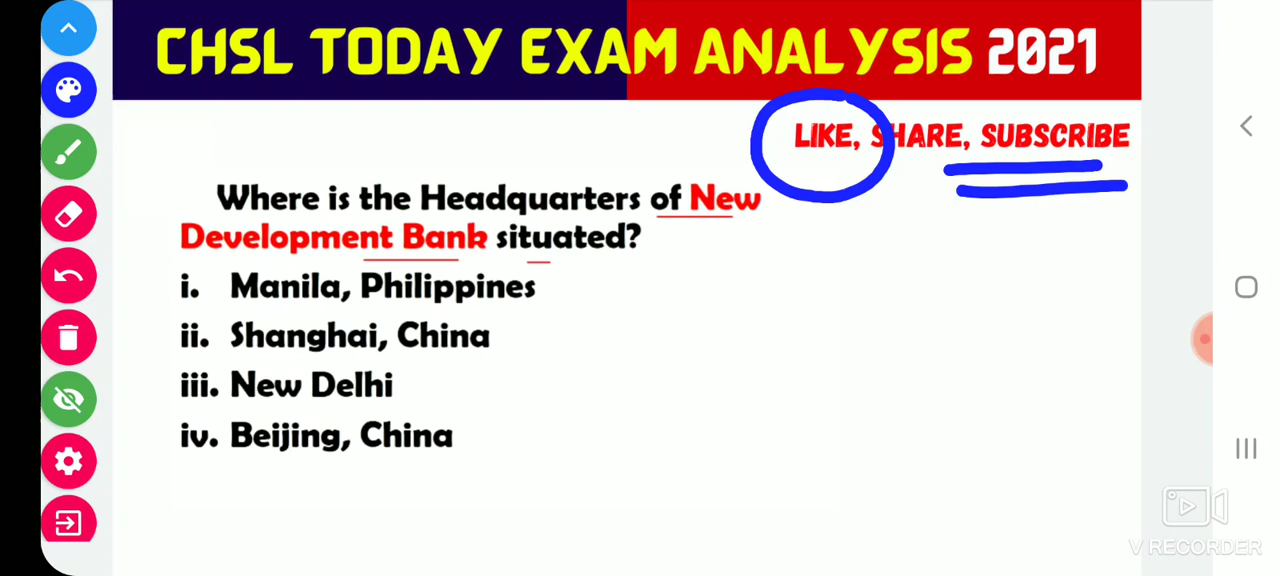 CHSL TODAY EXAM ANALYSIS 2021
LIKE, SHARE, SUBSCRIBE
Where is the Headquarters of New
Development Bank situated?
i. Manila, Philippines
ii. Shanghai, China
iii. New Delhi
iv. Beijing, China
V RECORDER